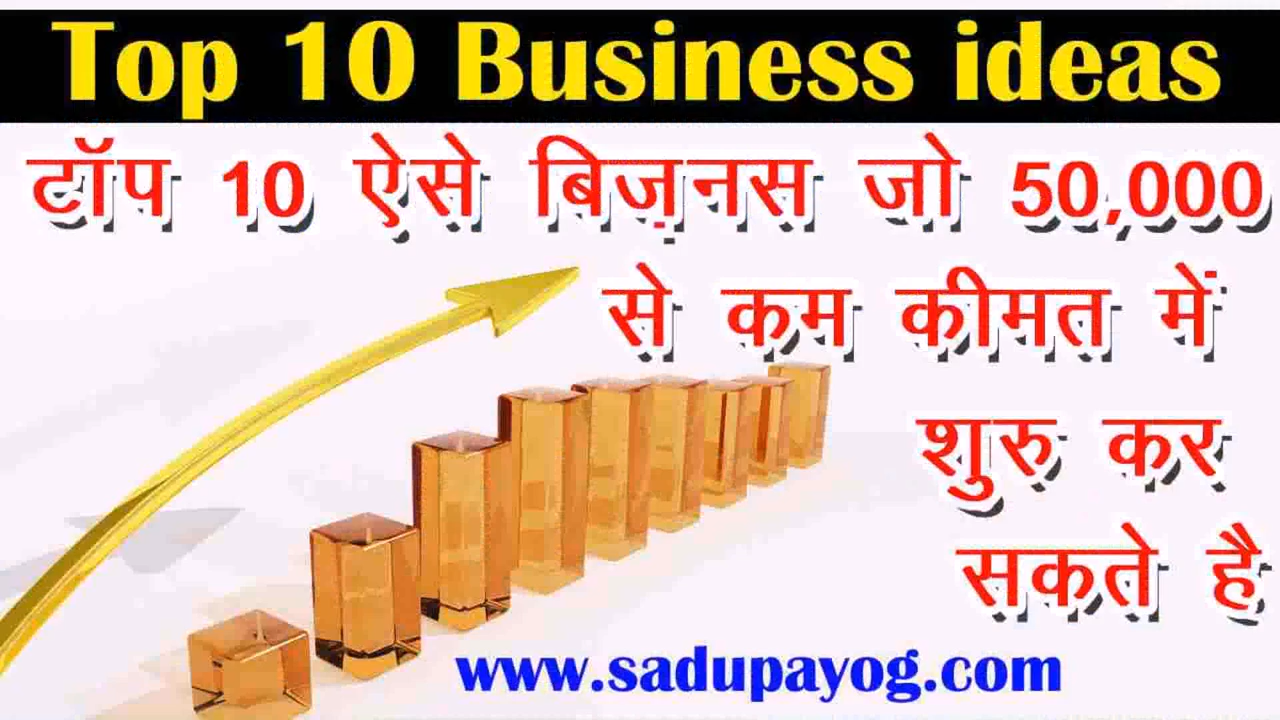 Top 10 Business ideas
टॉप 10 ऐसे बिज़नस जो 50,000
से कम कीमत में
शुरु कर
सकते है
www.sadupayog.com